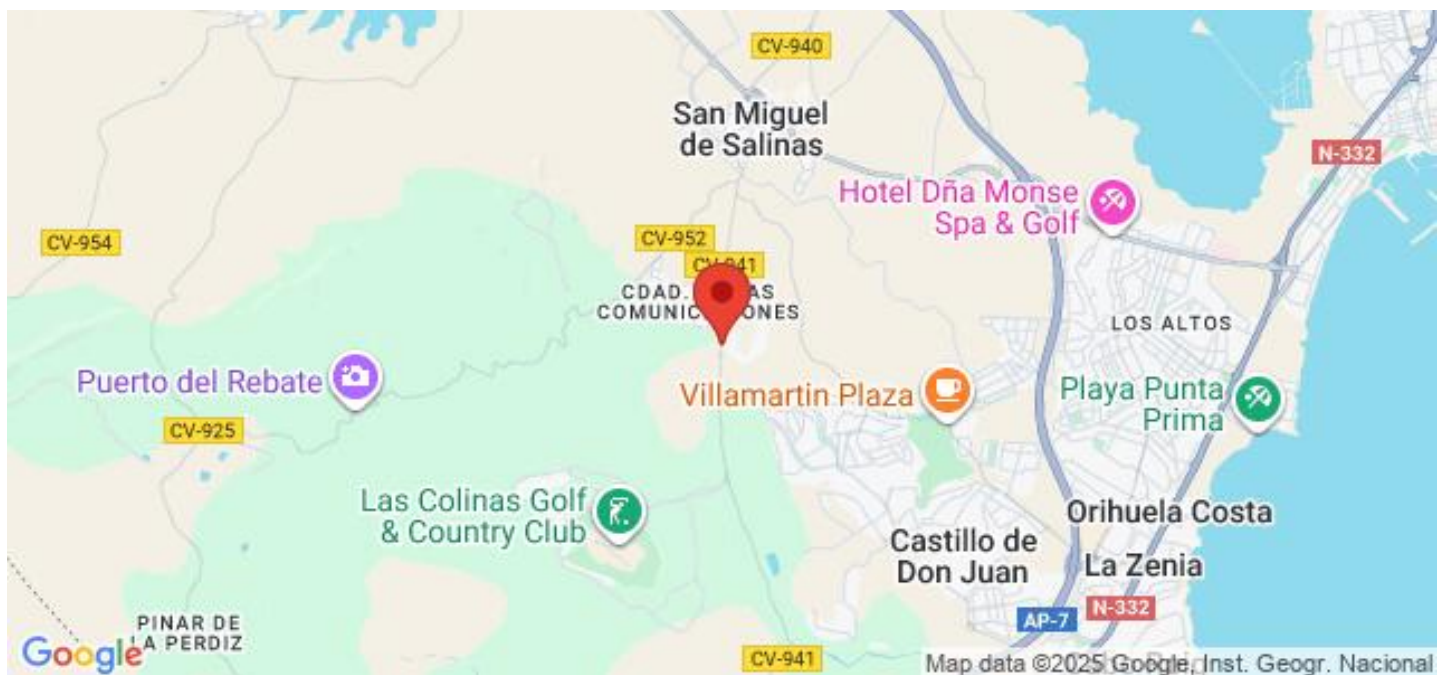 CV-940
San Miguel
de Salinas
N-332
Hotel Dña Monse
Spa & Golf
CV-954
CV-952
CV-941
CDAD.
COMUNIC
LOS ALTOS
Puerto del Rebate
Villamartin Plaza
Playa Punta
Prima
CV-925
Las Colinas Golf
& Country Club
Orihuela Costa
Castillo de
Don Juan
La Zenia
N-332
AP-7
PINAR DE
LA PERDIZ
Google
CV-941
Map data ©2025 Google, Inst. Geogr. Nacional